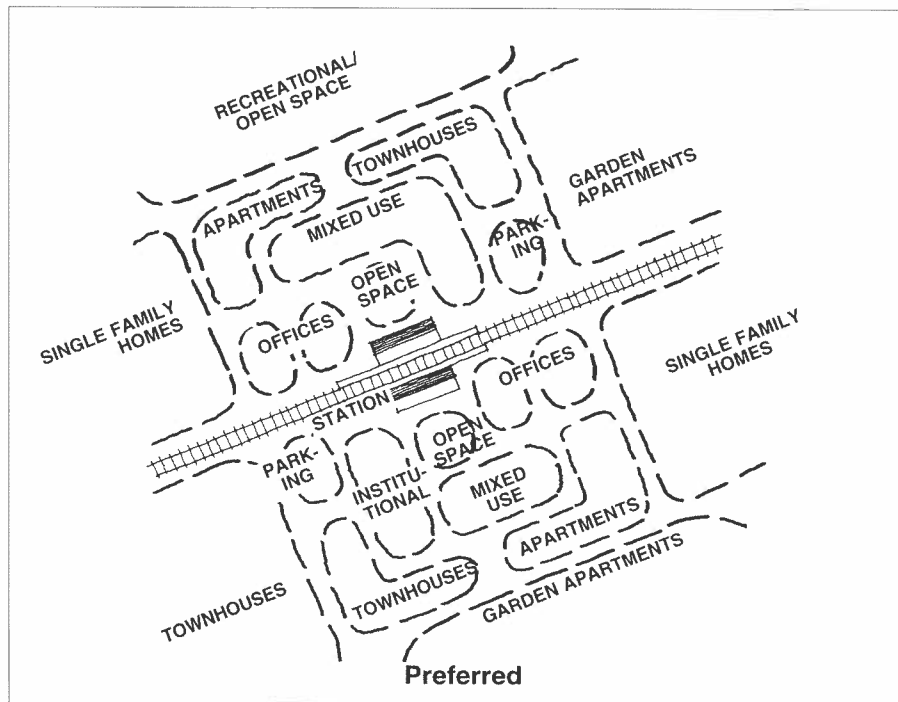 RECREATIONAL/
OPEN SPACE
TOWNHOUSES
APARTMENTS
GARDEN
APARTMENTS
MIXED USE
PARK-
ING
OPEN
SPACE
SINGLE FAMILY
HOMES
OFFICES
SINGLE FAMILY
HOMES
OFFICES
STATION
OPEN
SPACE
PARK-
ING
INSTITU-
TIONAL
MIXED
USE
APARTMENTS
TOWNHOUSES
TOWNHOUSES
GARDEN APARTMENTS
Preferred